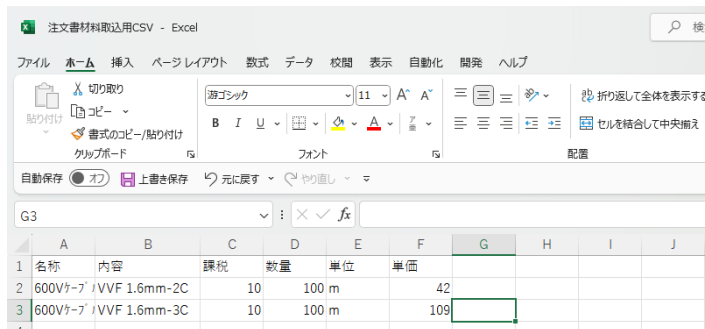 注文書材料取込用CSV - Excel
ファイル ホーム 挿入 ページ レイアウト 数式 データ 校閲 表示 自動化 開発 ヘルプ
切り取り
コピー
貼り付け
書式のコピー/貼り付け
クリップボード
游ゴシック 11 A^ A˅
B I U A ア亜
フォント
折り返して全体を表示する
セルを結合して中央揃え
配置
自動保存 オフ 上書き保存 元に戻す やり直し
G3 fx
A B C D E F G H I J
1 名称 内容 課税 数量 単位 単価
2 600Vｹｰﾌﾞﾙ VVF 1.6mm-2C 10 100 m 42
3 600Vｹｰﾌﾞﾙ VVF 1.6mm-3C 10 100 m 109